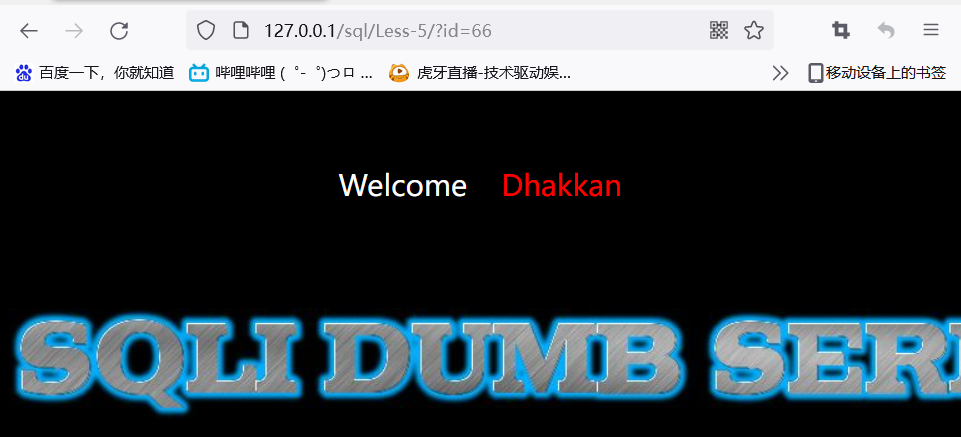 127.0.0.1/sql/Less-5/?id=66
百度一下，你就知道 哔哩哔哩 ( ゜- ゜)つロ ... 虎牙直播-技术驱动娱... 移动设备上的书签
Welcome Dhakkan
SQLI DUMB SERI